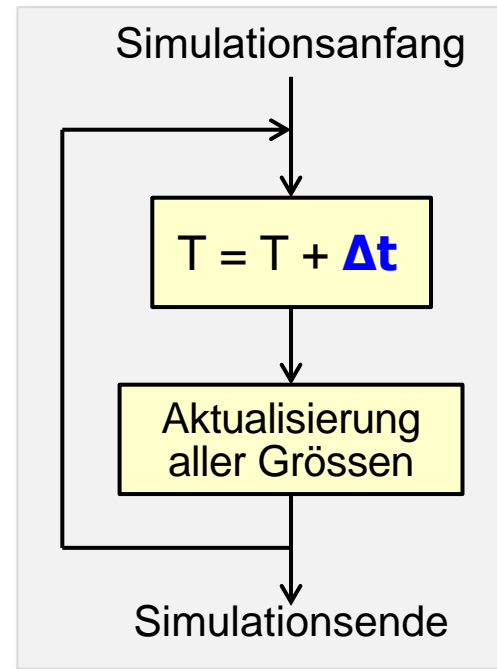 Simulationsanfang
T = T + Δt
Aktualisierung
aller Grössen
Simulationsende